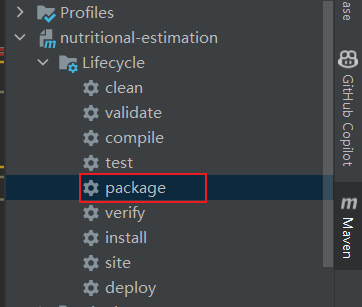 Profiles
nutritional-estimation
Lifecycle
clean
validate
compile
test
package
verify
install
site
deploy
ase
GitHub Copilot
m
Maven